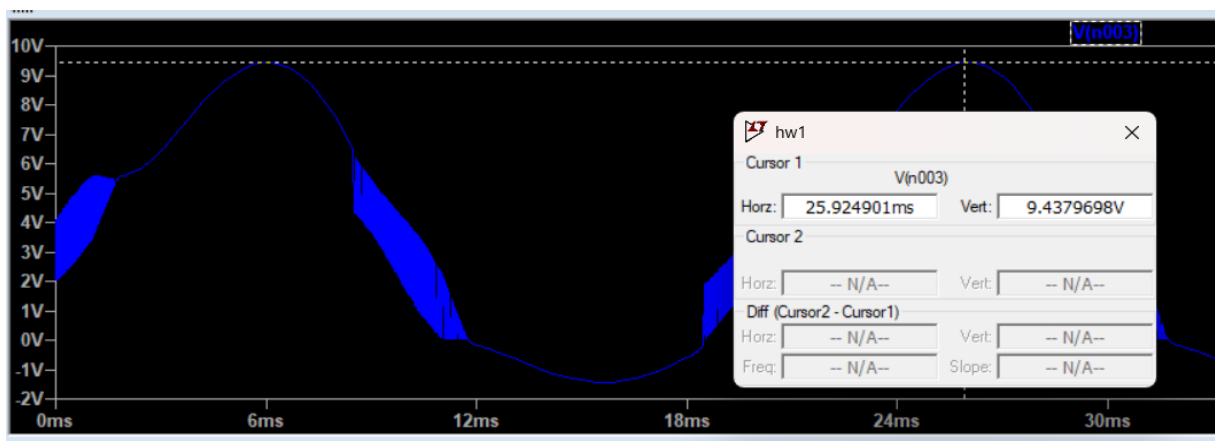 V(n003)
10V
9V
8V
7V
6V
5V
4V
3V
2V
1V
0V
-1V
-2V
0ms 6ms 12ms 18ms 24ms 30ms
hw1
Cursor 1
V(n003)
Horz: 25.924901ms Vert: 9.4379698V
Cursor 2
Horz: -- N/A-- Vert: -- N/A--
Diff (Cursor2 - Cursor1)
Horz: -- N/A-- Vert: -- N/A--
Freq: -- N/A-- Slope: -- N/A--